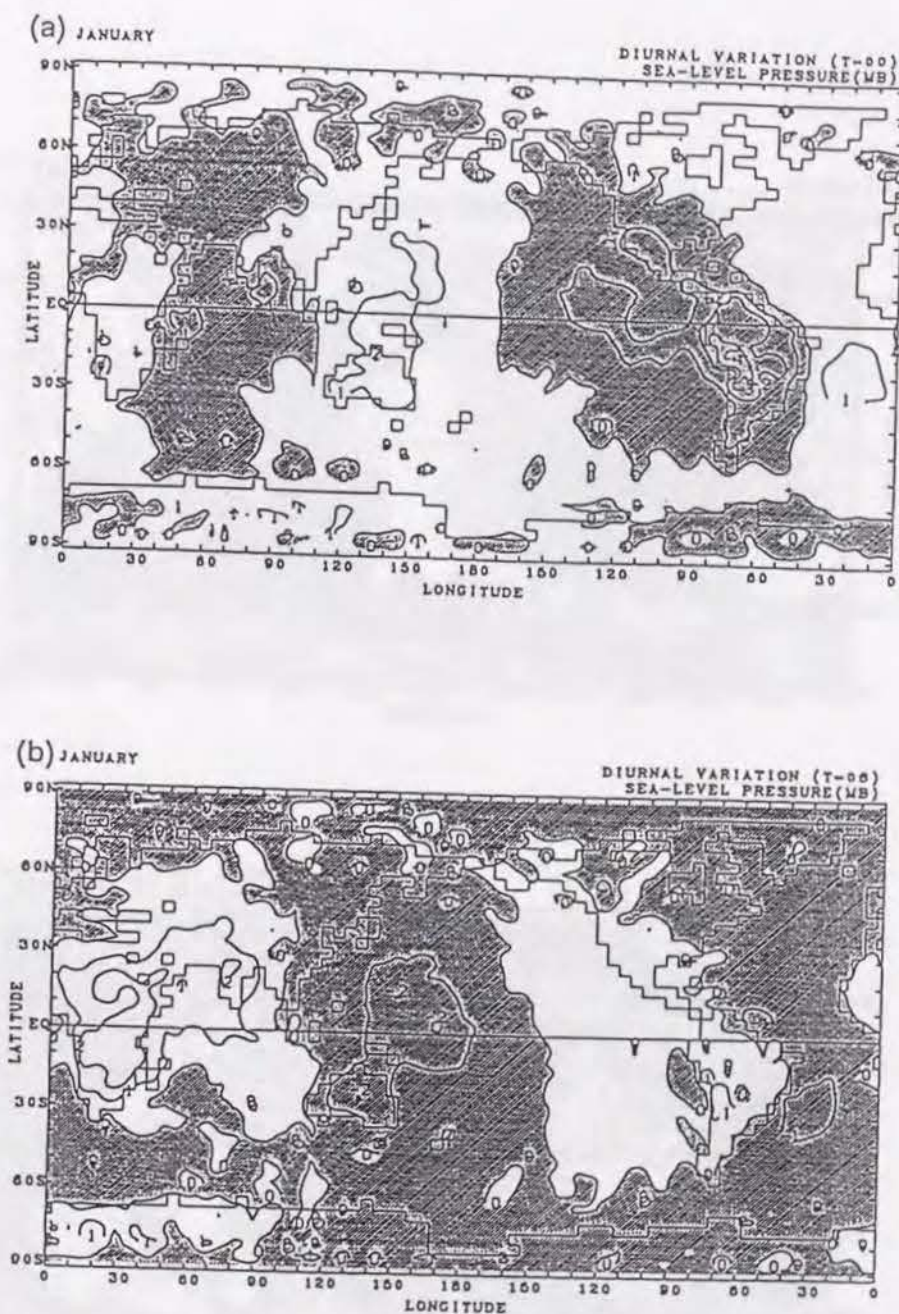 (a) JANUARY
DIURNAL VARIATION (T=00)
SEA-LEVEL PRESSURE(MB)
90N
60N
30N
EQ
30S
60S
90S
LATITUDE
0 30 60 90 120 150 180 150 120 90 60 30 0
LONGITUDE
(b) JANUARY
DIURNAL VARIATION (T=06)
SEA-LEVEL PRESSURE(MB)
90N
60N
30N
EQ
30S
60S
90S
LATITUDE
0 30 60 90 120 150 180 150 120 90 60 30 0
LONGITUDE